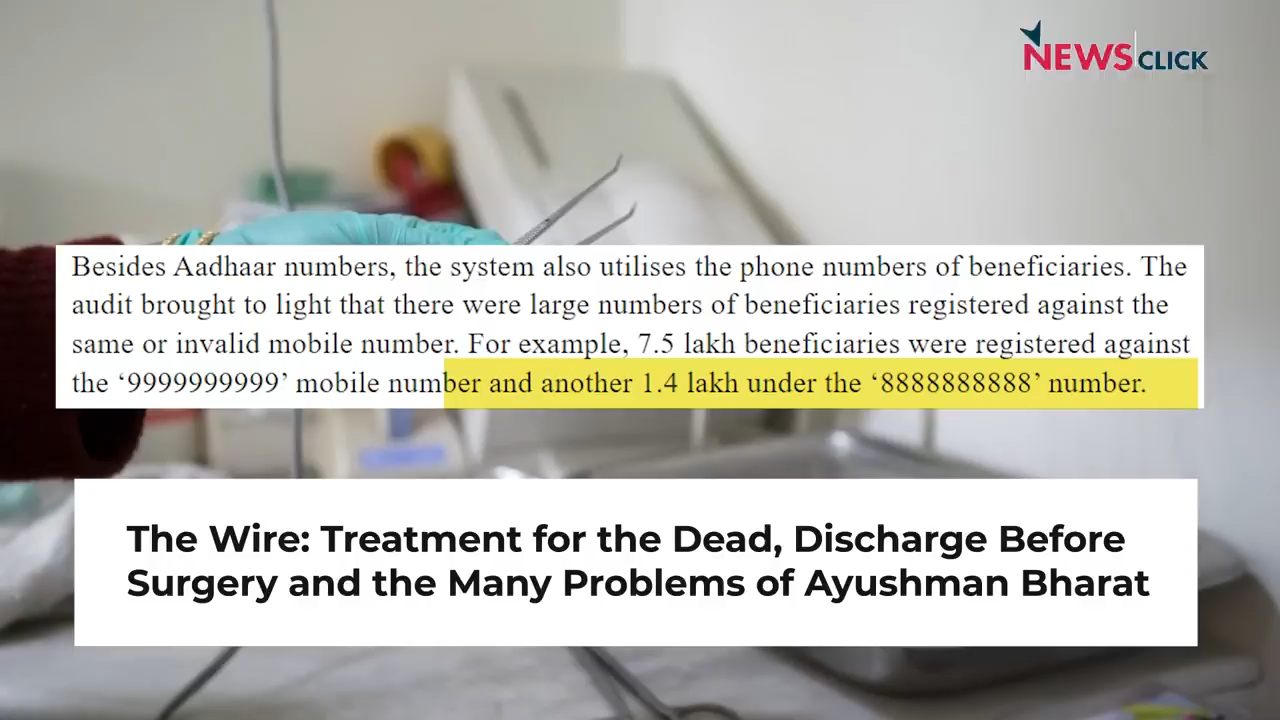 NEWSCLICK
Besides Aadhaar numbers, the system also utilises the phone numbers of beneficiaries. The
audit brought to light that there were large numbers of beneficiaries registered against the
same or invalid mobile number. For example, 7.5 lakh beneficiaries were registered against
the ‘9999999999’ mobile number and another 1.4 lakh under the ‘8888888888’ number.
The Wire: Treatment for the Dead, Discharge Before
Surgery and the Many Problems of Ayushman Bharat